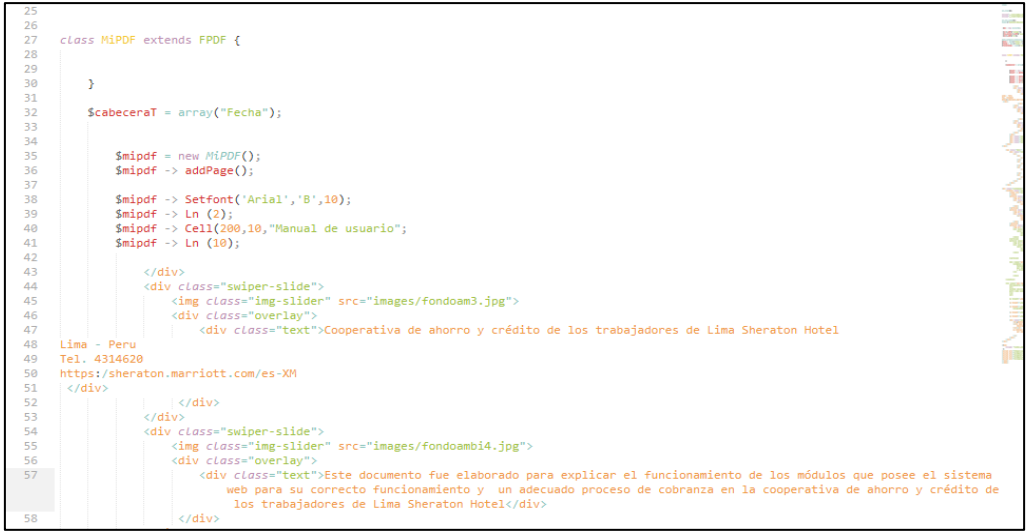 25
26
27 class MiPDF extends FPDF {
28
29
30 }
31
32 $cabeceraT = array("Fecha");
33
34
35 $mipdf = new MiPDF();
36 $mipdf -> addPage();
37
38 $mipdf -> Setfont('Arial','B',10);
39 $mipdf -> Ln (2);
40 $mipdf -> Cell(200,10,"Manual de usuario";
41 $mipdf -> Ln (10);
42
43 </div>
44 <div class="swiper-slide">
45 <img class="img-slider" src="images/fondoam3.jpg">
46 <div class="overlay">
47 <div class="text">Cooperativa de ahorro y crédito de los trabajadores de Lima Sheraton Hotel
48 Lima - Peru
49 Tel. 4314620
50 https:/sheraton.marriott.com/es-XM
51 </div>
52 </div>
53 </div>
54 <div class="swiper-slide">
55 <img class="img-slider" src="images/fondoambi4.jpg">
56 <div class="overlay">
57 <div class="text">Este documento fue elaborado para explicar el funcionamiento de los módulos que posee el sistema
web para su correcto funcionamiento y  un adecuado proceso de cobranza en la cooperativa de ahorro y crédito de
los trabajadores de Lima Sheraton Hotel</div>
58 </div>